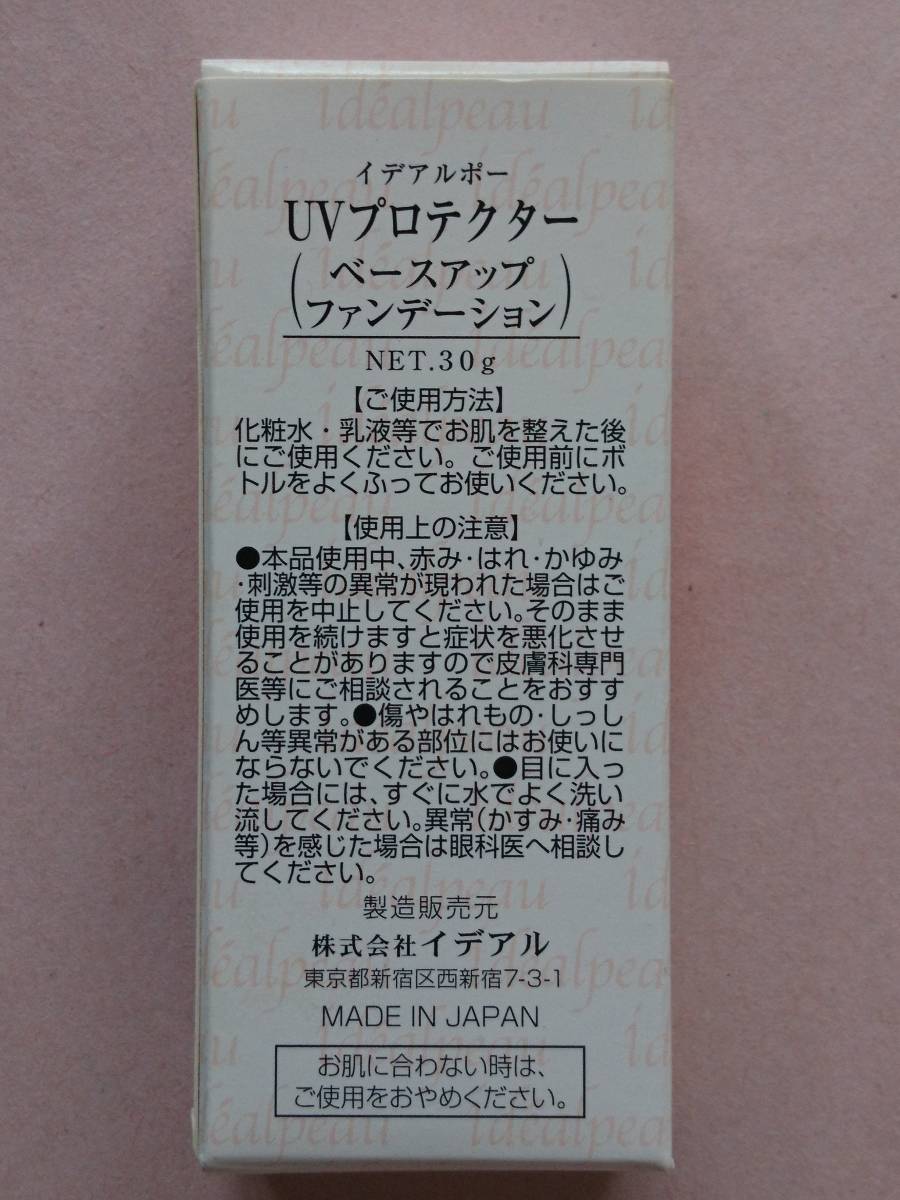 idéalpeau
イデアルポー
UVプロテクター
(ベースアップ
ファンデーション)
NET.30g
【ご使用方法】
化粧水・乳液等でお肌を整えた後
にご使用ください。ご使用前にボ
トルをよくふってお使いください。
【使用上の注意】
●本品使用中、赤み・はれ・かゆみ
・刺激等の異常が現われた場合はご
使用を中止してください。そのまま
使用を続けますと症状を悪化させ
ることがありますので皮膚科専門
医等にご相談されることをおすす
めします。●傷やはれもの・しっし
ん等異常がある部位にはお使いに
ならないでください。●目に入っ
た場合には、すぐに水でよく洗い
流してください。異常(かすみ・痛み
等)を感じた場合は眼科医へ相談し
てください。
製造販売元
株式会社イデアル
東京都新宿区西新宿7-3-1
MADE IN JAPAN
お肌に合わない時は、
ご使用をおやめください。